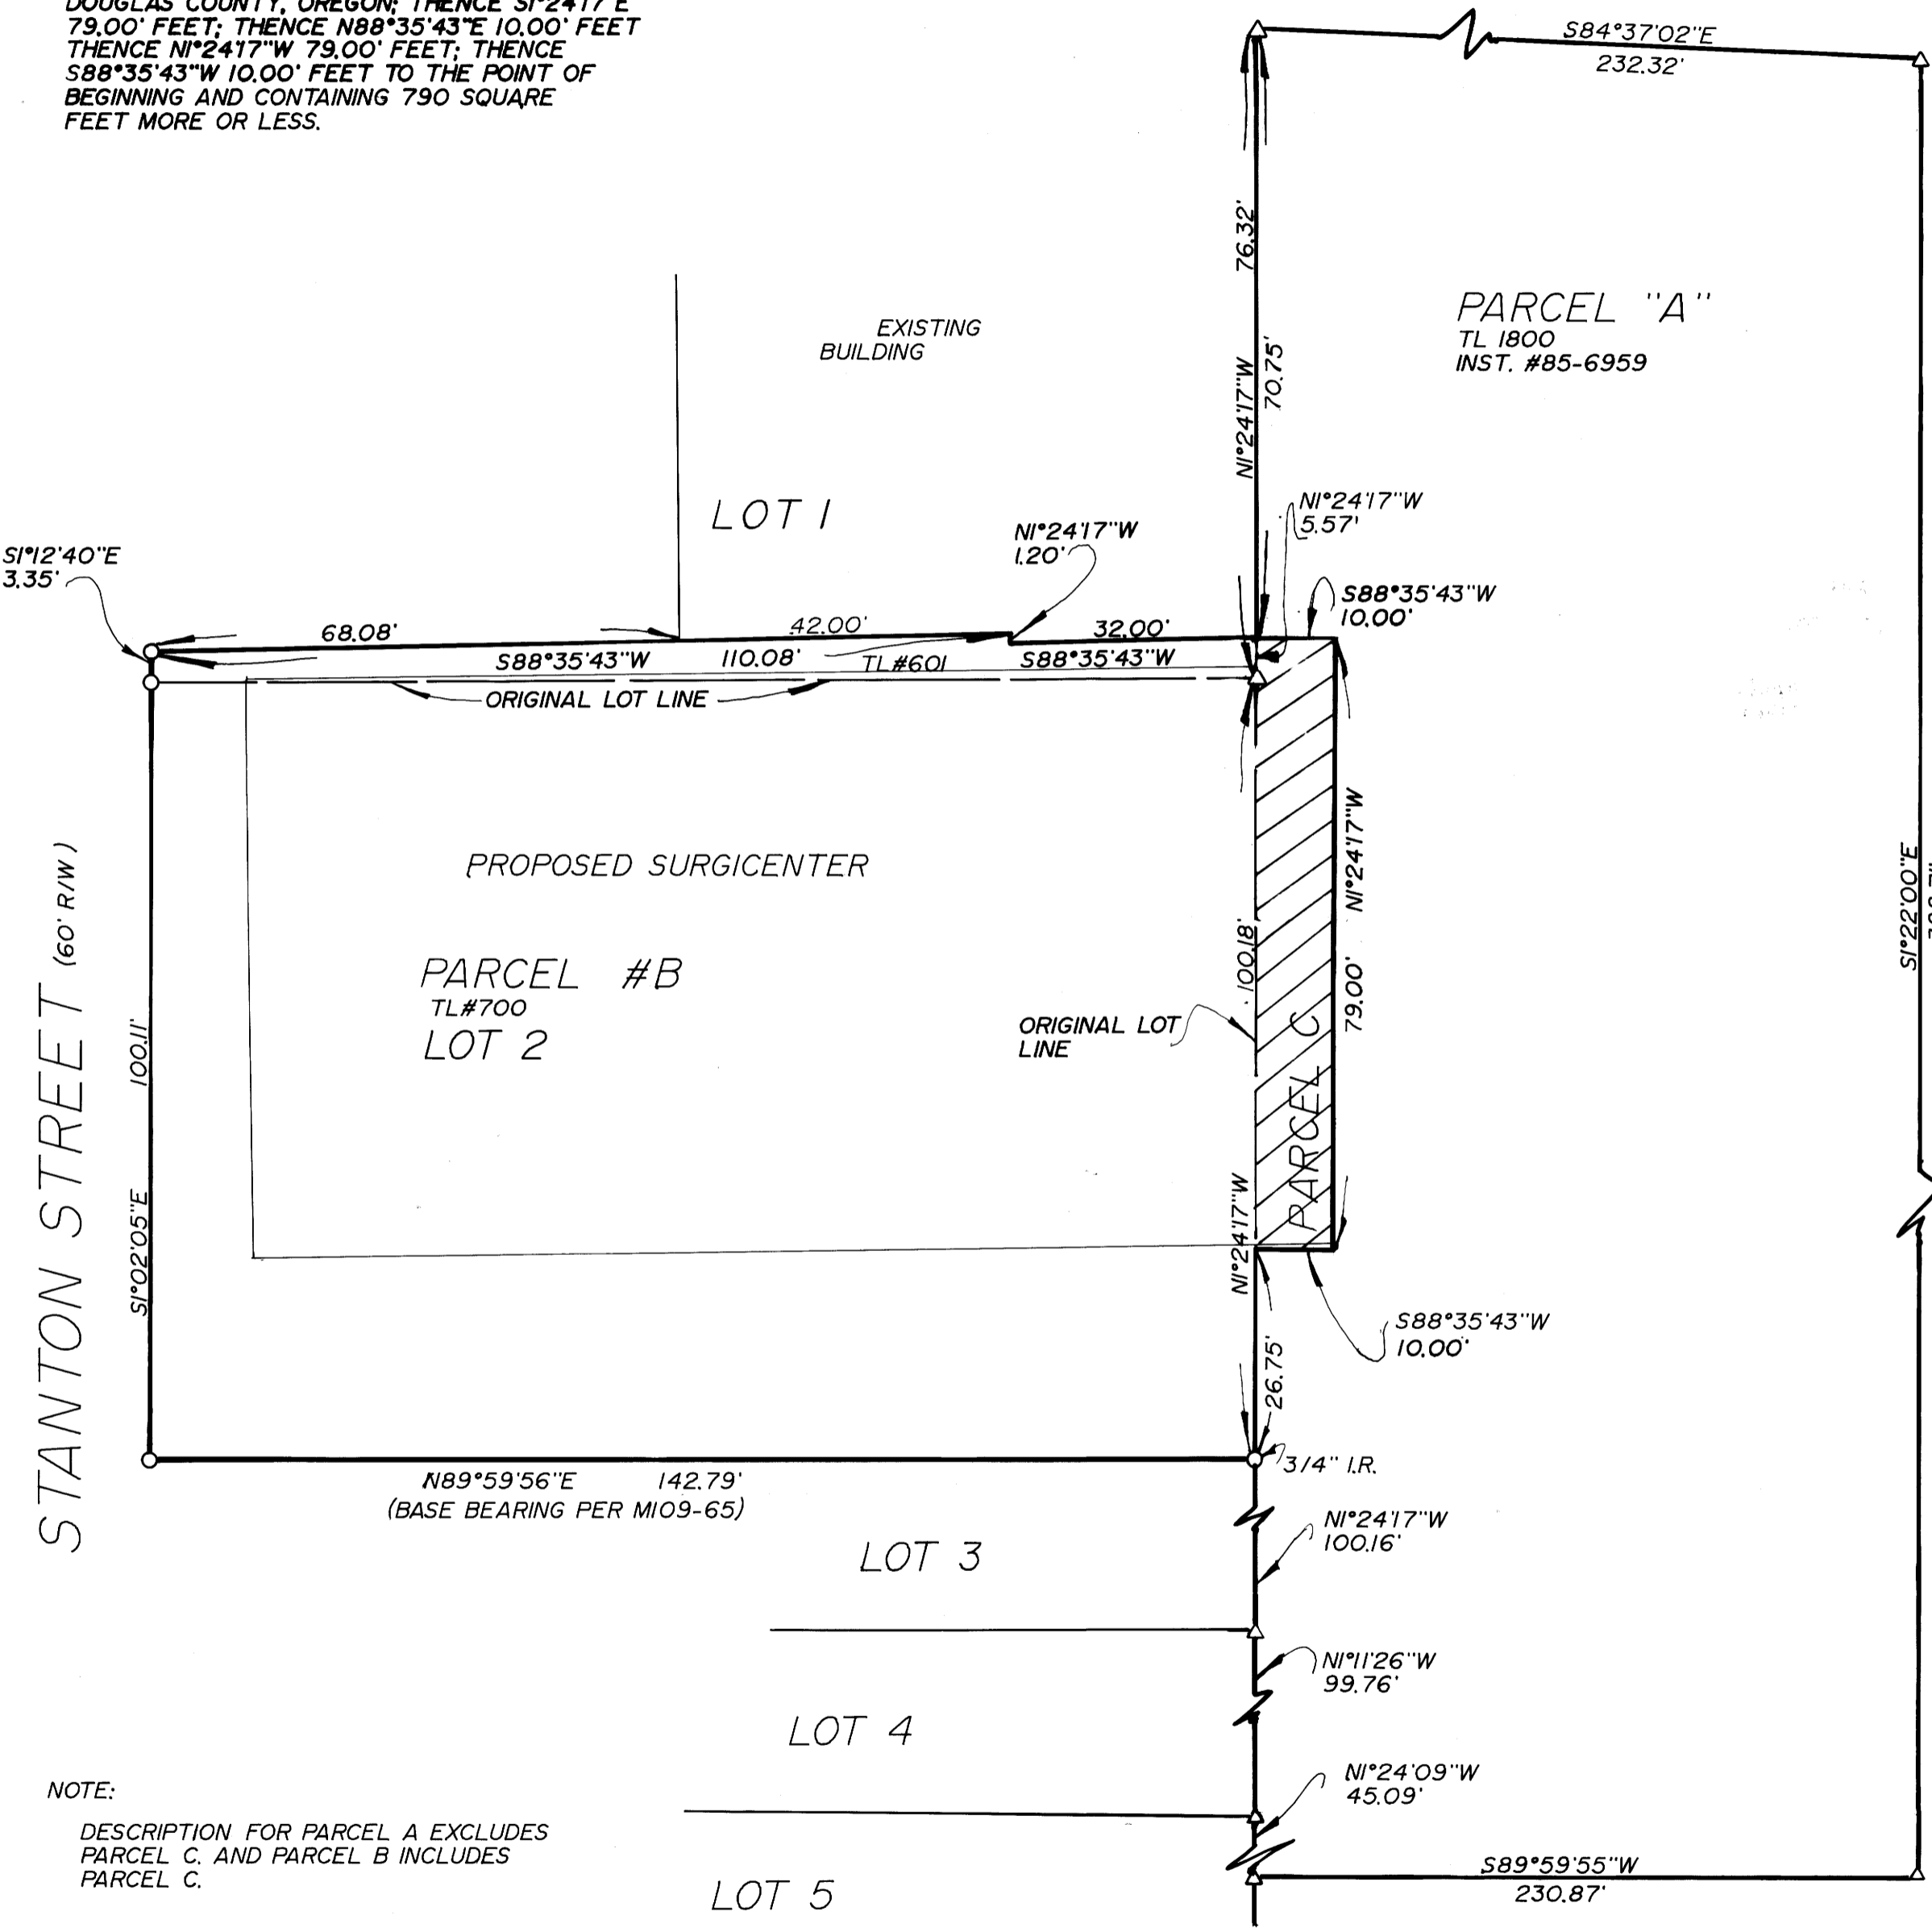 DOUGLAS COUNTY, OREGON; THENCE S1°24'17"E
79.00' FEET; THENCE N88°35'43"E 10.00' FEET
THENCE N1°24'17"W 79.00' FEET; THENCE
S88°35'43"W 10.00' FEET TO THE POINT OF
BEGINNING AND CONTAINING 790 SQUARE
FEET MORE OR LESS.
S84°37'02"E
232.32'
76.32'
N1°24'17"W
70.75'
PARCEL "A"
TL 1800
INST. #85-6959
EXISTING
BUILDING
LOT 1
N1°24'17"W
5.57'
N1°24'17"W
1.20'
S1°12'40"E
3.35'
S88°35'43"W
10.00'
68.08'
42.00'
32.00'
S88°35'43"W
110.08'
TL#601
S88°35'43"W
ORIGINAL LOT LINE
PROPOSED SURGICENTER
PARCEL #B
TL#700
LOT 2
STANTON STREET (60' R/W)
100.11'
S1°02'05"E
100.18'
N1°24'17"W
ORIGINAL LOT
LINE
PARCEL C
N1°24'17"W
79.00'
S1°22'00"E
S88°35'43"W
10.00'
26.75'
3/4" I.R.
N89°59'56"E 142.79'
(BASE BEARING PER M109-65)
N1°24'17"W
100.16'
LOT 3
N1°11'26"W
99.76'
LOT 4
N1°24'09"W
45.09'
NOTE:
DESCRIPTION FOR PARCEL A EXCLUDES
PARCEL C. AND PARCEL B INCLUDES
PARCEL C.
S89°59'55"W
230.87'
LOT 5